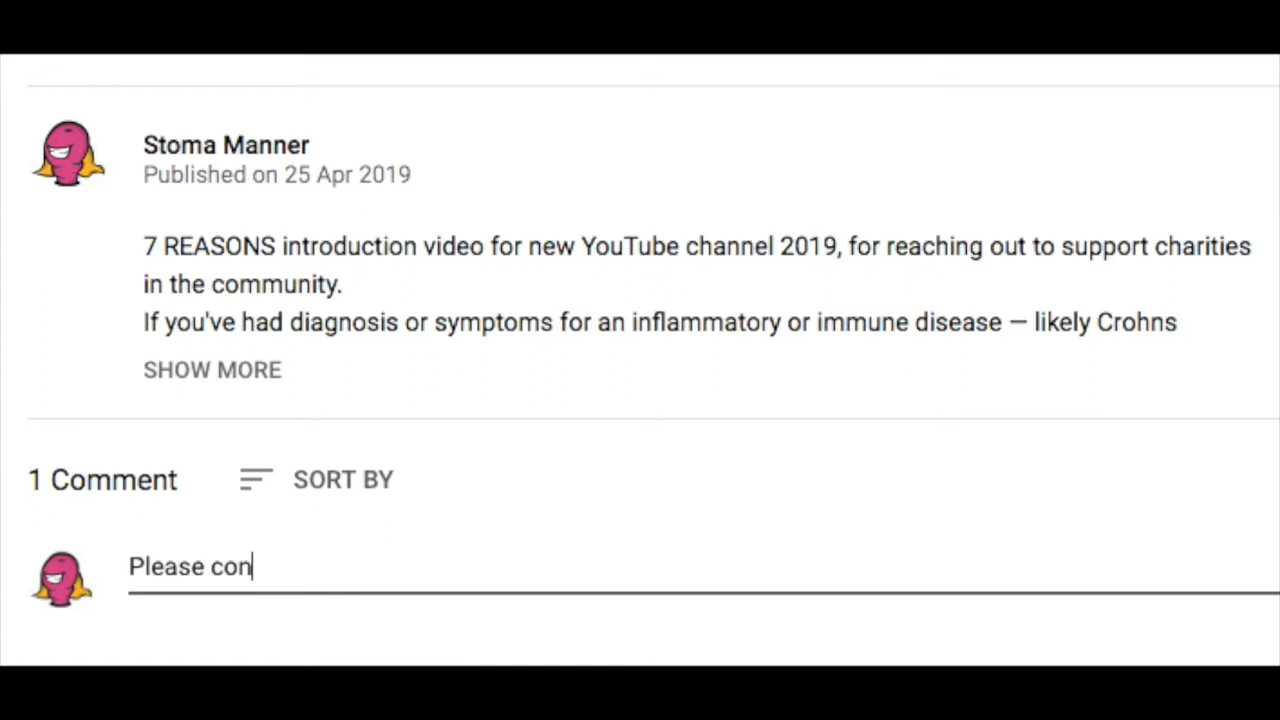 Stoma Manner
Published on 25 Apr 2019
7 REASONS introduction video for new YouTube channel 2019, for reaching out to support charities
in the community.
If you've had diagnosis or symptoms for an inflammatory or immune disease – likely Crohns
SHOW MORE
1 Comment SORT BY
Please con